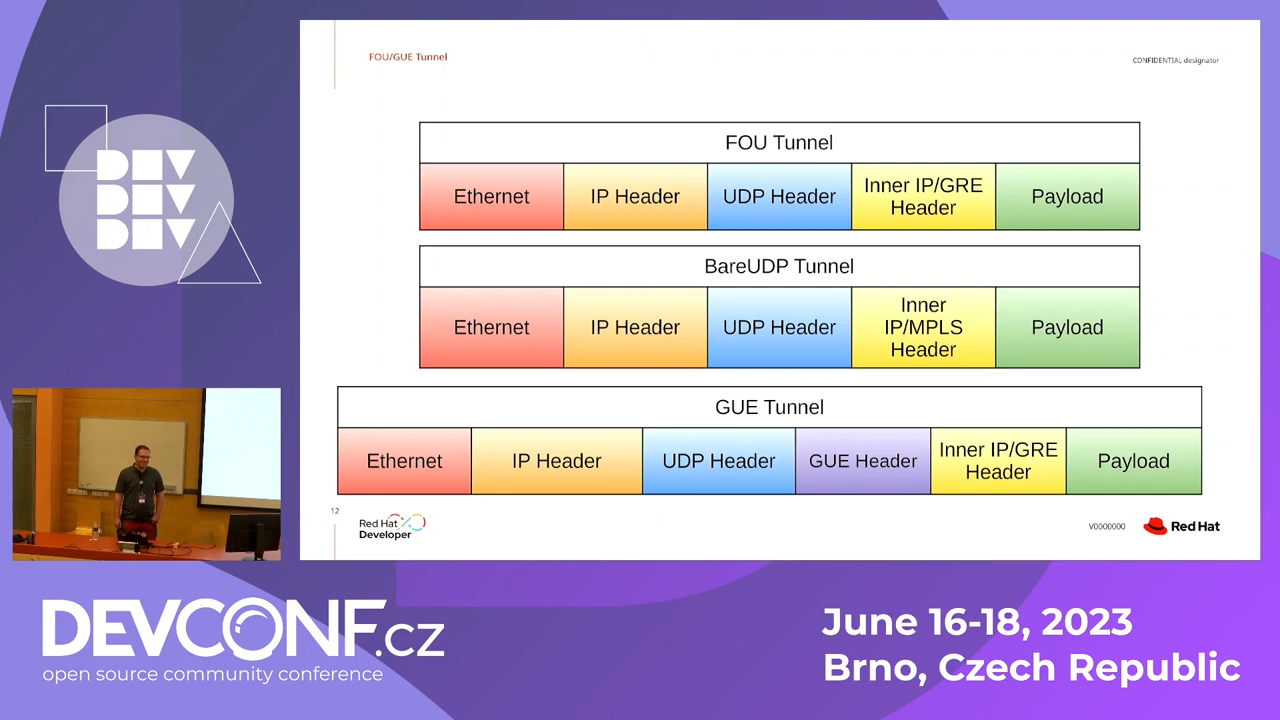 FOU/GUE Tunnel
CONFIDENTIAL designator
DEV
DEV
DEV
FOU Tunnel
Ethernet
IP Header
UDP Header
Inner IP/GRE
Header
Payload
BareUDP Tunnel
Ethernet
IP Header
UDP Header
Inner
IP/MPLS
Header
Payload
GUE Tunnel
Ethernet
IP Header
UDP Header
GUE Header
Inner IP/GRE
Header
Payload
12
Red Hat
Developer
V0000000
Red Hat
DEVCONF.cz
open source community conference
June 16-18, 2023
Brno, Czech Republic